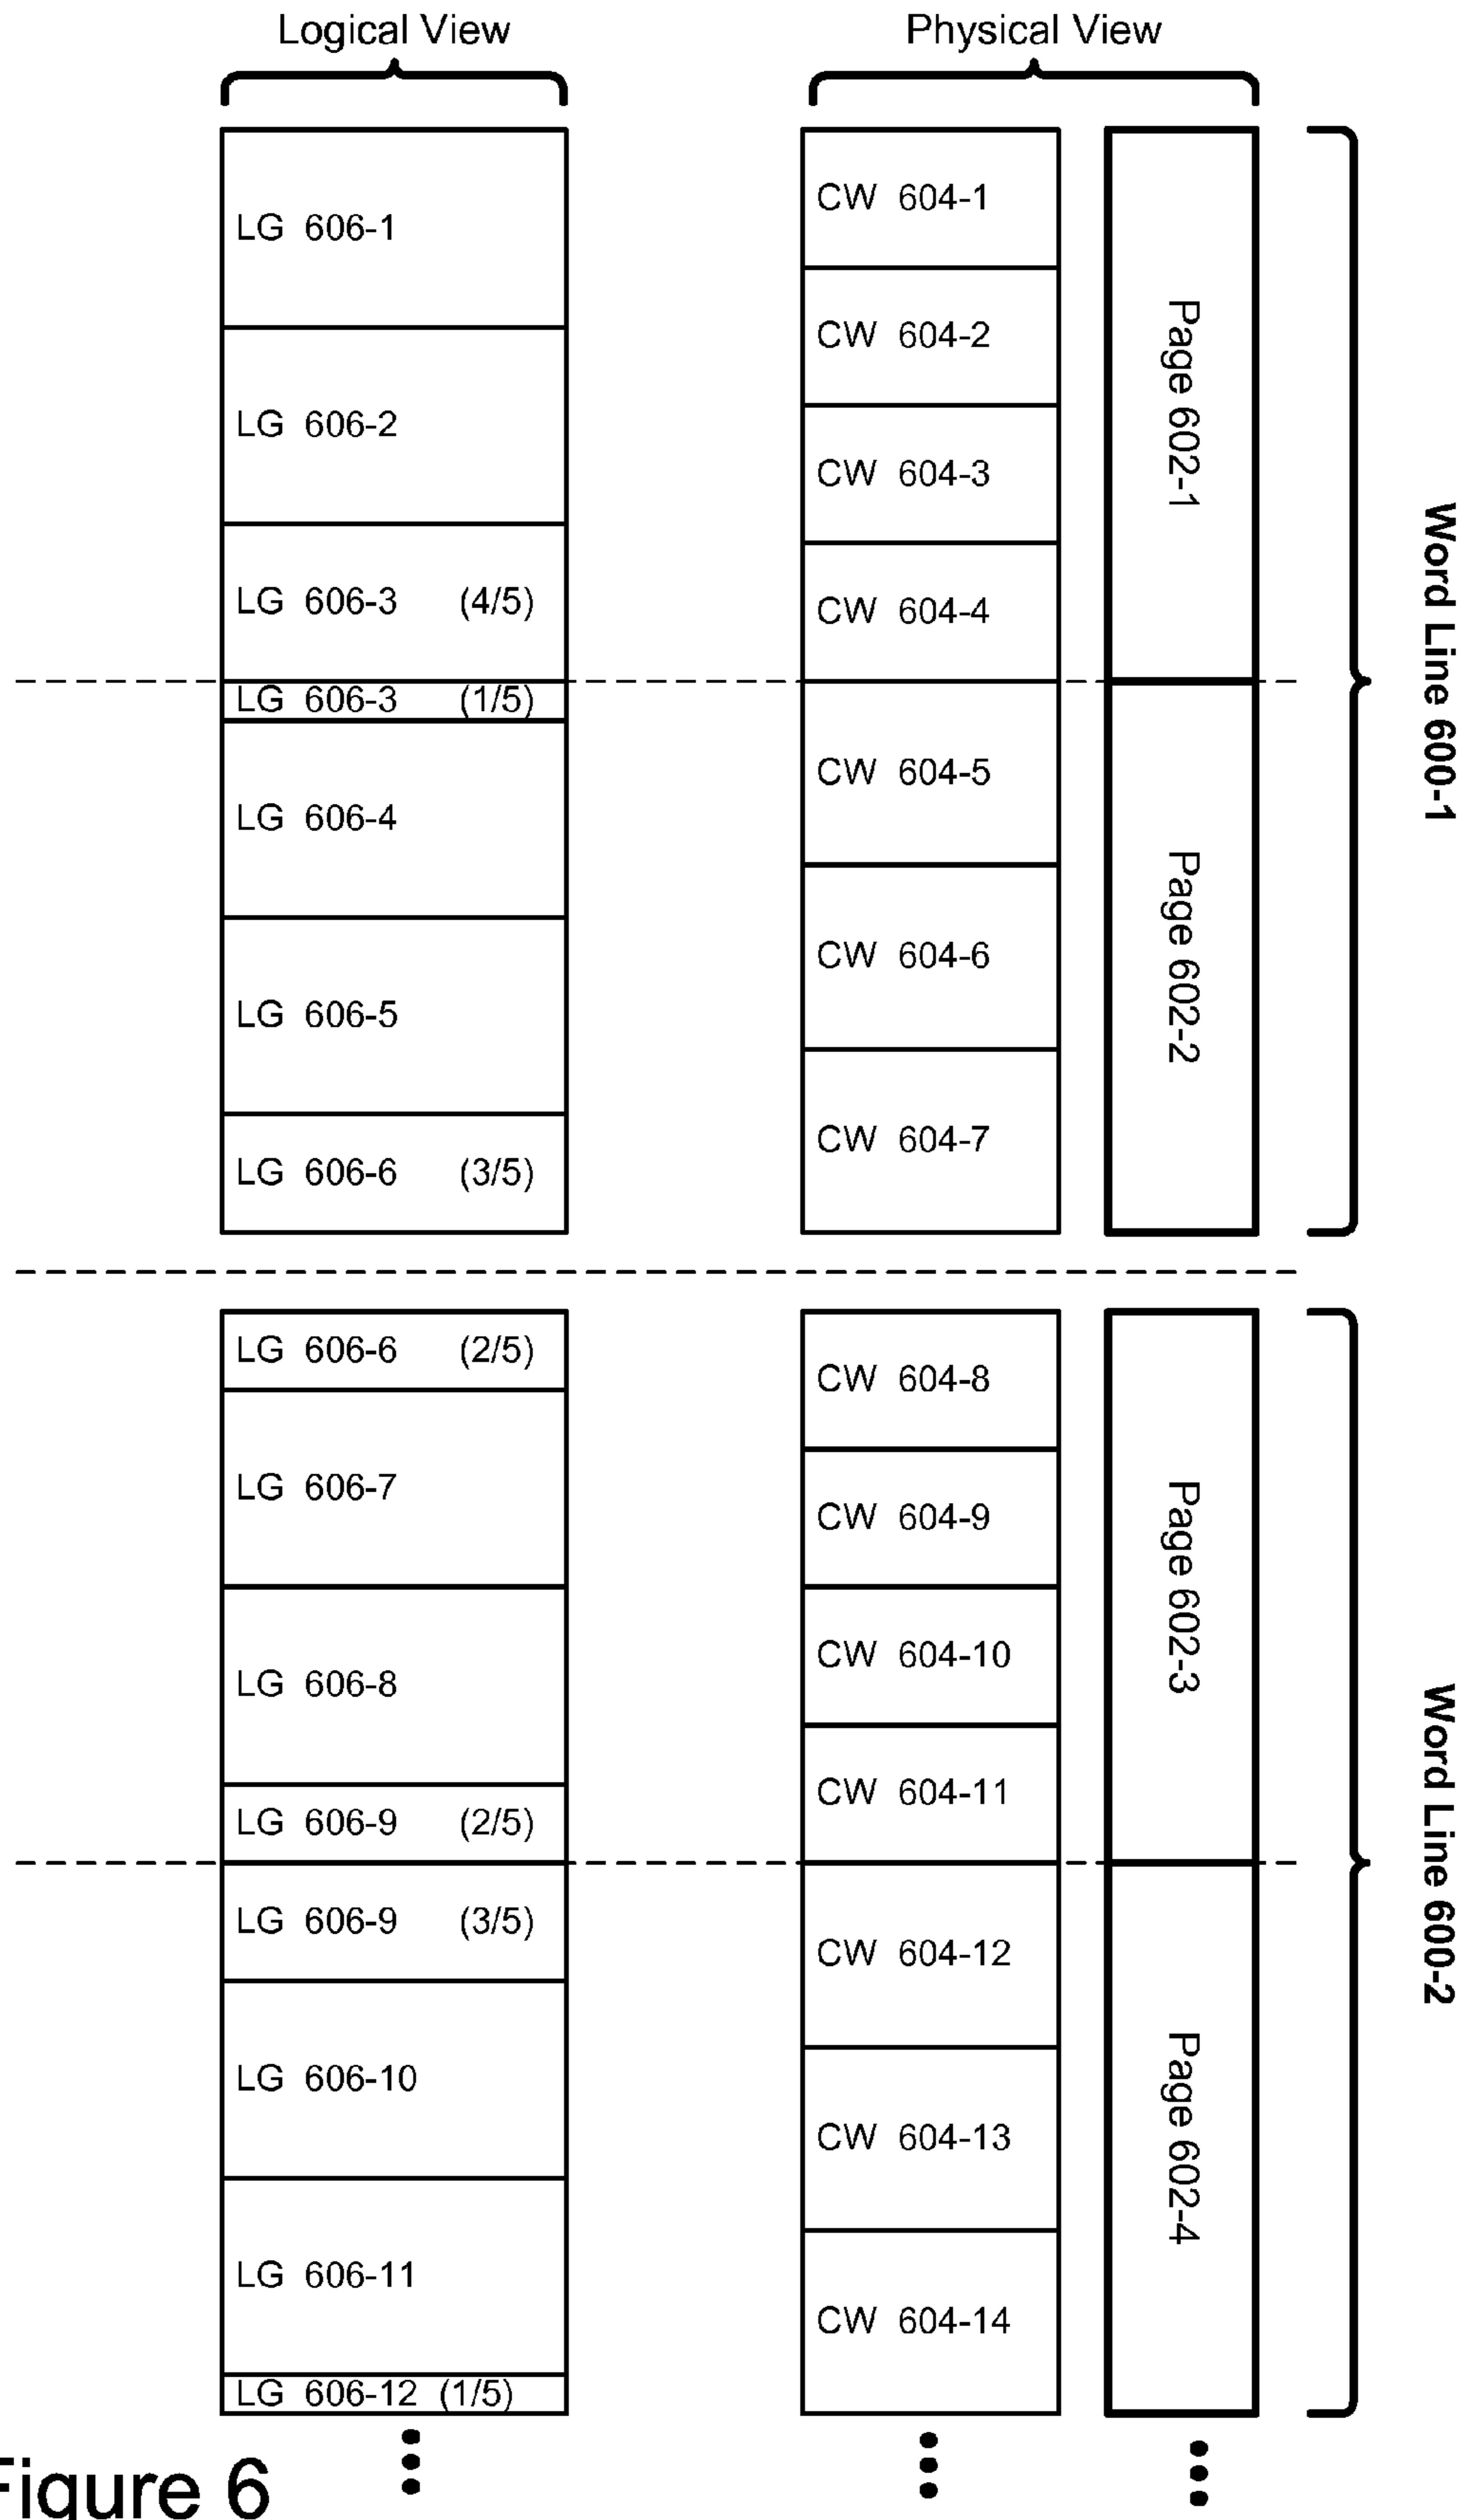 Logical View
Physical View
LG 606-1
LG 606-2
LG 606-3 (4/5)
LG 606-3 (1/5)
LG 606-4
LG 606-5
LG 606-6 (3/5)
CW 604-1
CW 604-2
CW 604-3
CW 604-4
CW 604-5
CW 604-6
CW 604-7
Page 602-1
Page 602-2
Word Line 600-1
LG 606-6 (2/5)
LG 606-7
LG 606-8
LG 606-9 (2/5)
LG 606-9 (3/5)
LG 606-10
LG 606-11
LG 606-12 (1/5)
CW 604-8
CW 604-9
CW 604-10
CW 604-11
CW 604-12
CW 604-13
CW 604-14
Page 602-3
Page 602-4
Word Line 600-2
Figure 6